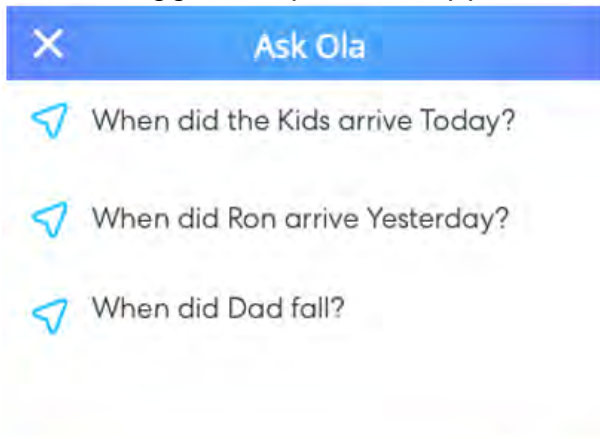 Ask Ola
When did the Kids arrive Today?
When did Ron arrive Yesterday?
When did Dad fall?